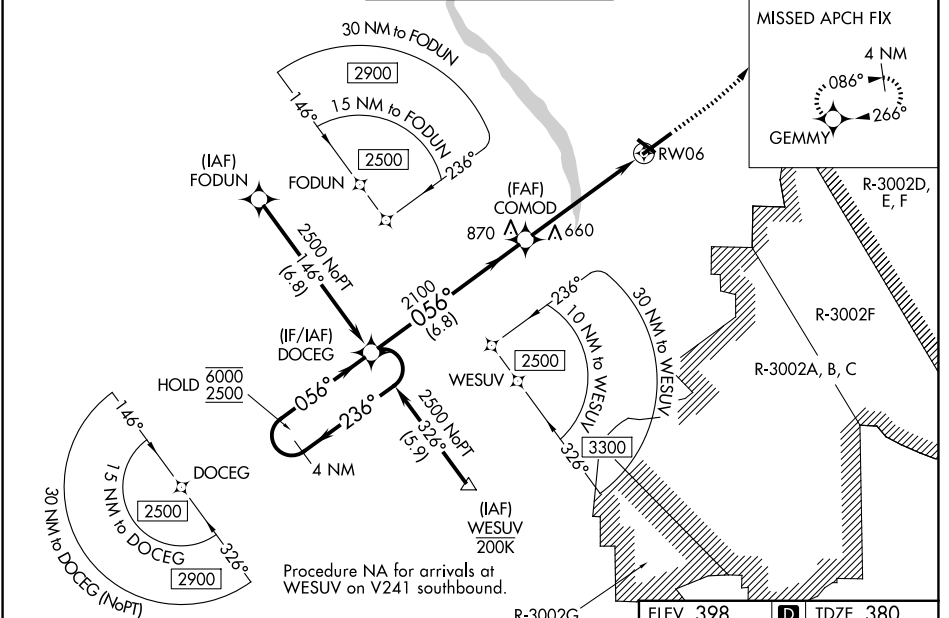 MISSED APCH FIX
4 NM
086°
266°
GEMMY
30 NM to FODUN
2900
15 NM to FODUN
2500
146°
236°
FODUN
(IAF)
FODUN
2500 NoPT
146°
(6.8)
RW06
(FAF)
COMOD
870
660
2100
056°
(6.8)
(IF/IAF)
DOCEG
HOLD
6000
2500
056°
236°
4 NM
2500 NoPT
326°
(5.9)
(IAF)
WESUV
200K
236°
30 NM to WESUV
10 NM to WESUV
2500
WESUV
326°
3300
R-3002D,
E, F
R-3002F
R-3002A, B, C
R-3002G
146°
DOCEG
15 NM to DOCEG
2500
30 NM to DOCEG (NoPT)
2900
326°
Procedure NA for arrivals at
WESUV on V241 southbound.
ELEV 398
D
TDZE 380